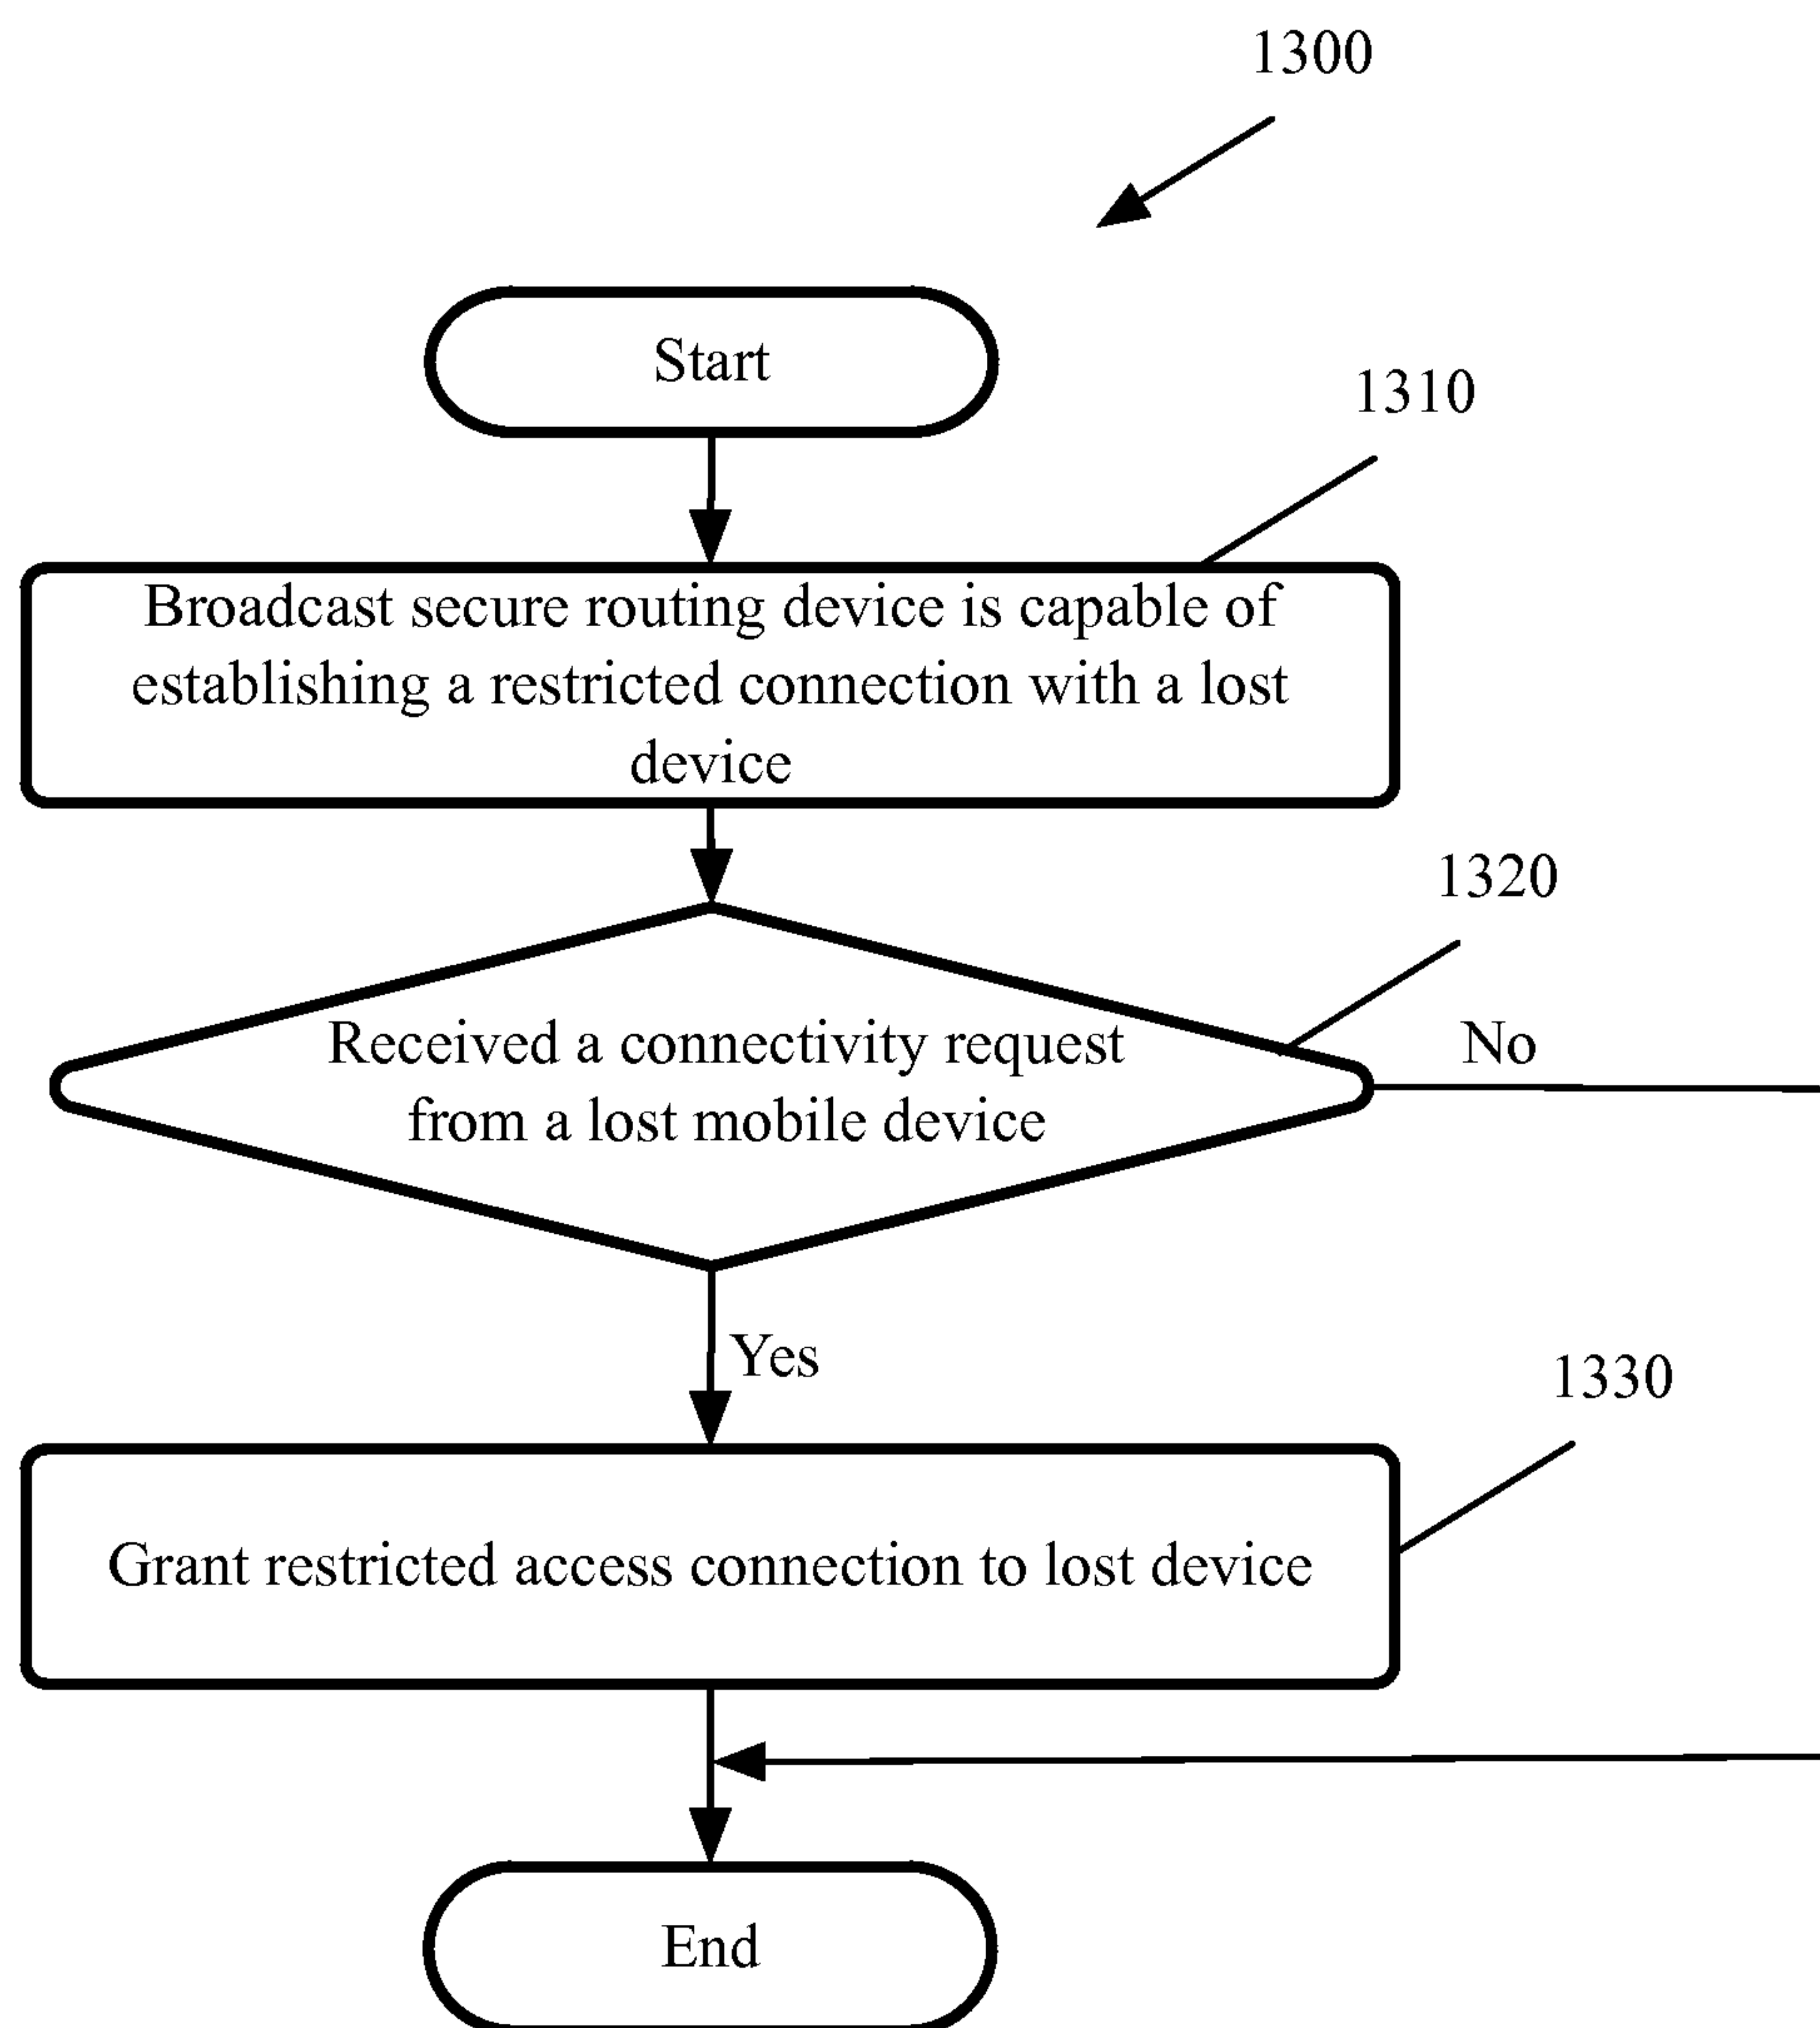 1300
Start
1310
Broadcast secure routing device is capable of
establishing a restricted connection with a lost
device
1320
Received a connectivity request
from a lost mobile device
No
Yes
1330
Grant restricted access connection to lost device
End